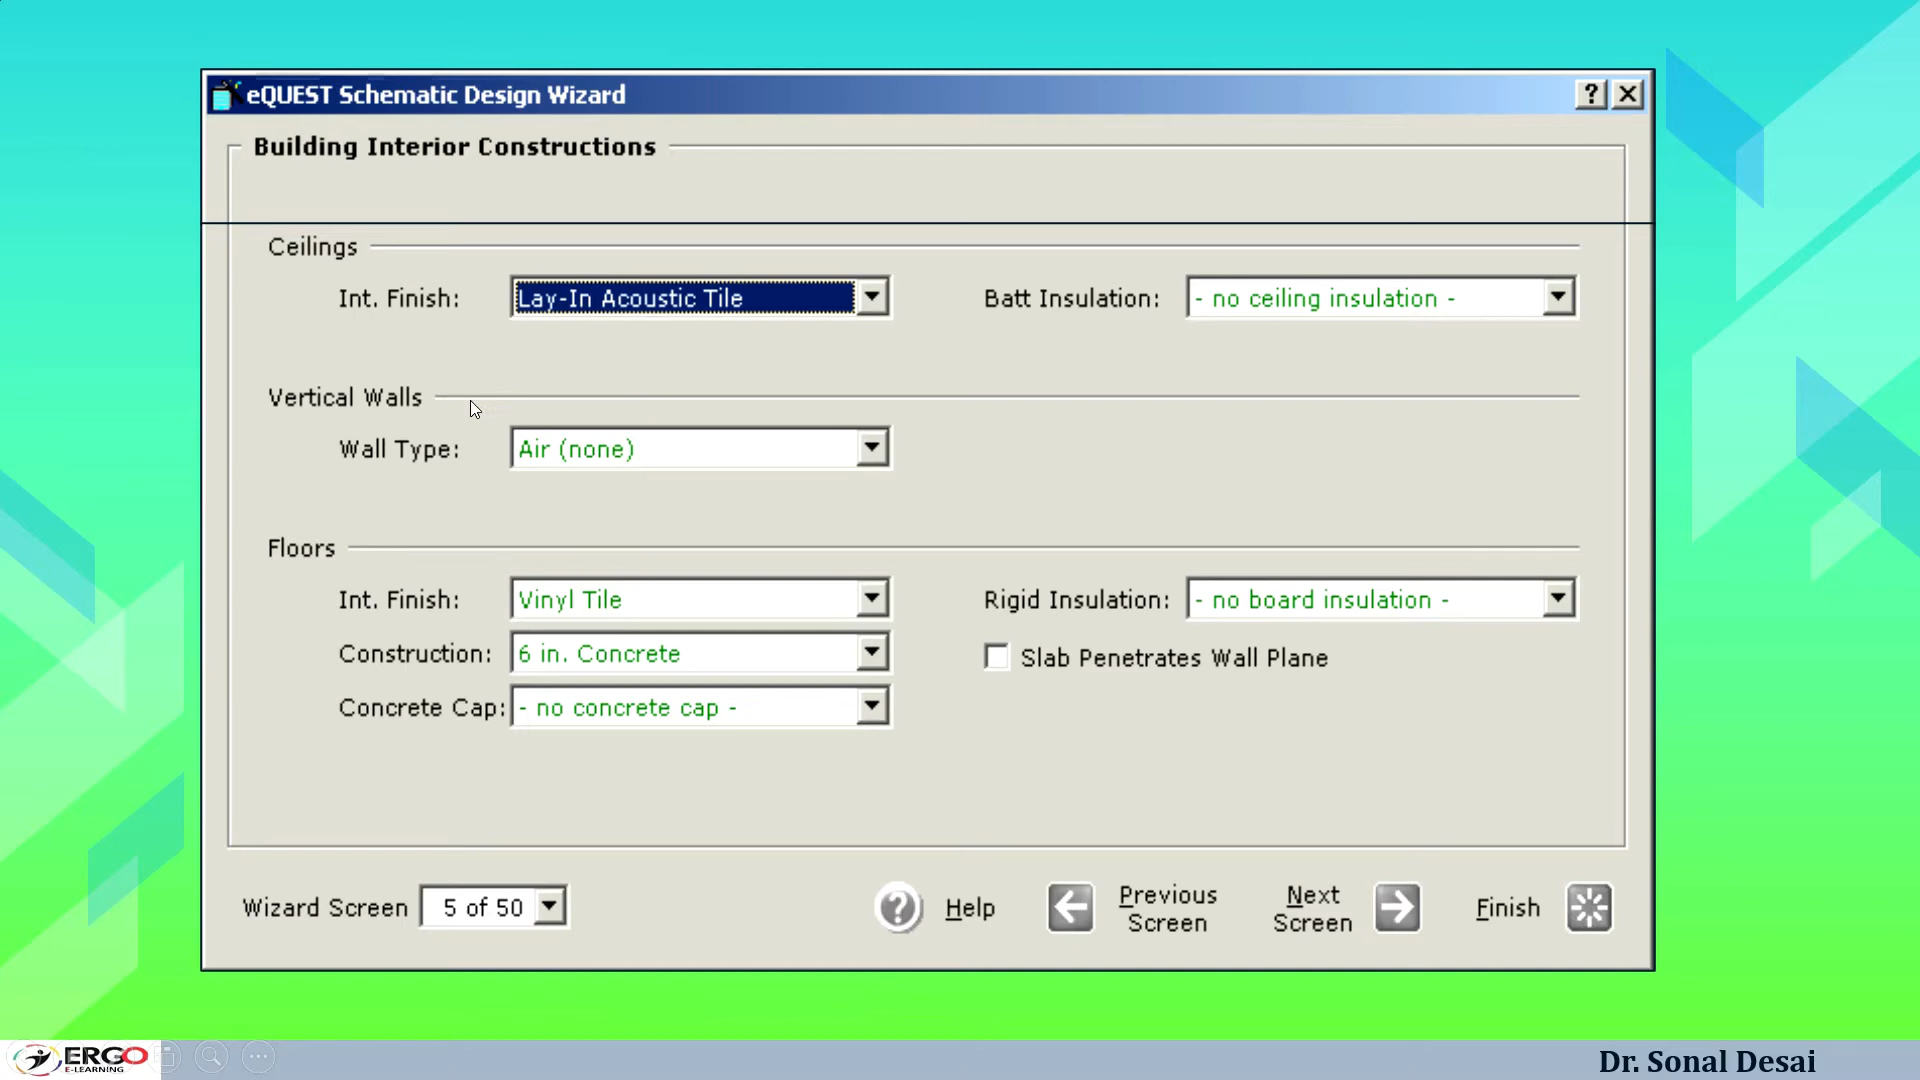 eQUEST Schematic Design Wizard
Building Interior Constructions
Ceilings
Int. Finish: Lay-In Acoustic Tile Batt Insulation: - no ceiling insulation -
Vertical Walls
Wall Type: Air (none)
Floors
Int. Finish: Vinyl Tile Rigid Insulation: - no board insulation -
Construction: 6 in. Concrete Slab Penetrates Wall Plane
Concrete Cap: - no concrete cap -
Wizard Screen 5 of 50 Help Previous Screen Next Screen Finish
ERGO
E-LEARNING
Dr. Sonal Desai